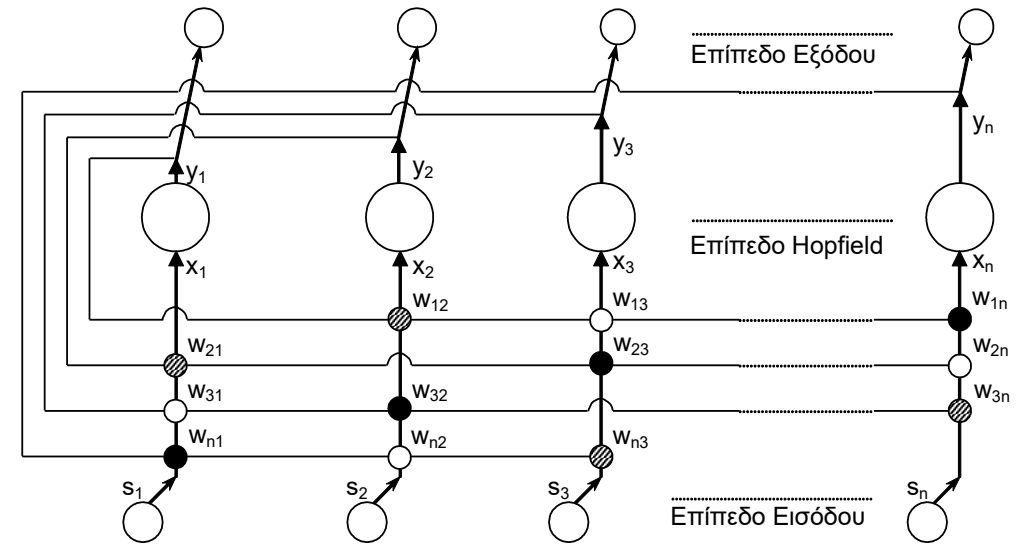 Επίπεδο Εξόδου
y₁ y₂ y₃ yₙ
Επίπεδο Hopfield
x₁ x₂ x₃ xₙ
w₁₂ w₁₃ w₁ₙ
w₂₁ w₂₃ w₂ₙ
w₃₁ w₃₂ w₃ₙ
wₙ₁ wₙ₂ wₙ₃
s₁ s₂ s₃ sₙ
Επίπεδο Εισόδου